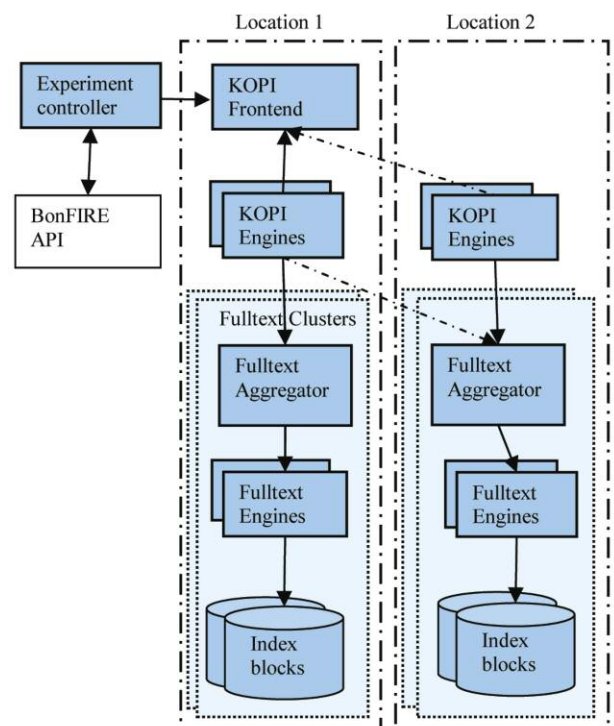 Location 1
Location 2
Experiment
controller
KOPI
Frontend
BonFIRE
API
KOPI
Engines
KOPI
Engines
Fulltext Clusters
Fulltext
Aggregator
Fulltext
Aggregator
Fulltext
Engines
Fulltext
Engines
Index
blocks
Index
blocks